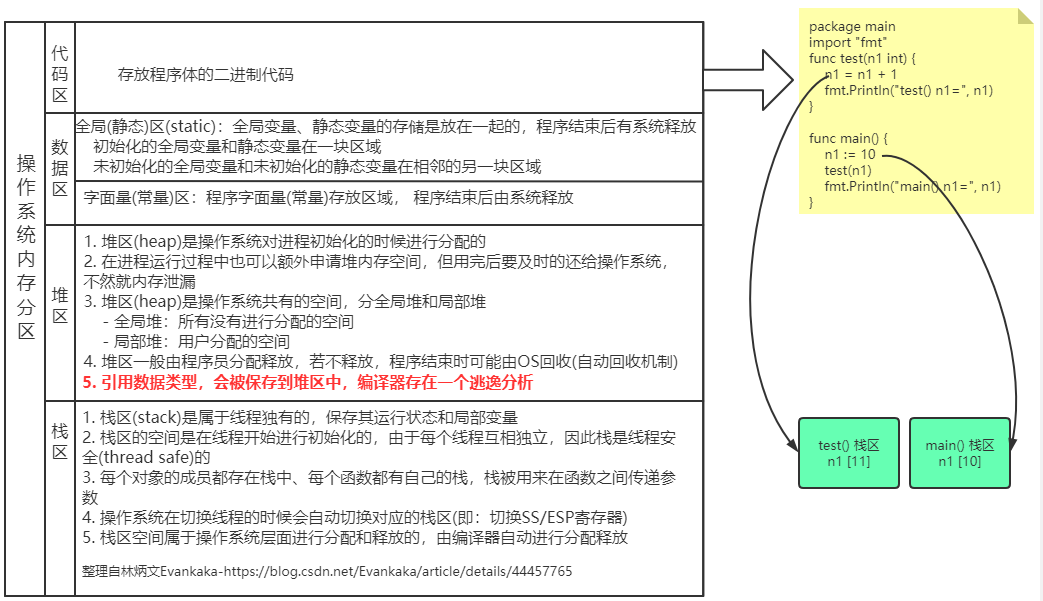 操作系统内存分区
代码区
存放程序体的二进制代码
数据区
全局(静态)区(static)：全局变量、静态变量的存储是放在一起的，程序结束后有系统释放
初始化的全局变量和静态变量在一块区域
未初始化的全局变量和未初始化的静态变量在相邻的另一块区域
字面量(常量)区：程序字面量(常量)存放区域， 程序结束后由系统释放
堆区
1. 堆区(heap)是操作系统对进程初始化的时候进行分配的
2. 在进程运行过程中也可以额外申请堆内存空间，但用完后要及时的还给操作系统，
不然就内存泄漏
3. 堆区(heap)是操作系统共有的空间，分全局堆和局部堆
- 全局堆：所有没有进行分配的空间
- 局部堆：用户分配的空间
4. 堆区一般由程序员分配释放，若不释放，程序结束时可能由OS回收(自动回收机制)
5. 引用数据类型，会被保存到堆区中，编译器存在一个逃逸分析
栈区
1. 栈区(stack)是属于线程独有的，保存其运行状态和局部变量
2. 栈区的空间是在线程开始进行初始化的，由于每个线程互相独立，因此栈是线程安
全(thread safe)的
3. 每个对象的成员都存在栈中、每个函数都有自己的栈，栈被用来在函数之间传递参
数
4. 操作系统在切换线程的时候会自动切换对应的栈区(即：切换SS/ESP寄存器)
5. 栈区空间属于操作系统层面进行分配和释放的，由编译器自动进行分配释放
整理自林炳文Evankaka-https://blog.csdn.net/Evankaka/article/details/44457765
package main
import "fmt"
func test(n1 int) {
n1 = n1 + 1
fmt.Println("test() n1=", n1)
}
func main() {
n1 := 10
test(n1)
fmt.Println("main() n1=", n1)
}
test() 栈区
n1 [11]
main() 栈区
n1 [10]